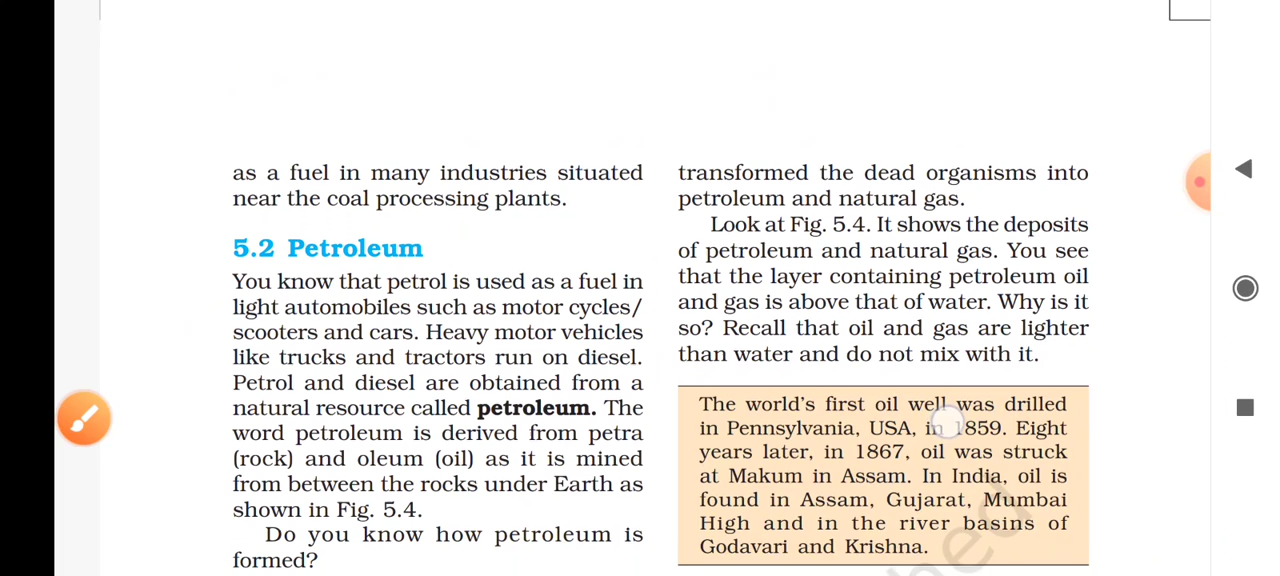 as a fuel in many industries situated
near the coal processing plants.
5.2 Petroleum
You know that petrol is used as a fuel in
light automobiles such as motor cycles/
scooters and cars. Heavy motor vehicles
like trucks and tractors run on diesel.
Petrol and diesel are obtained from a
natural resource called petroleum. The
word petroleum is derived from petra
(rock) and oleum (oil) as it is mined
from between the rocks under Earth as
shown in Fig. 5.4.
Do you know how petroleum is
formed?
transformed the dead organisms into
petroleum and natural gas.
Look at Fig. 5.4. It shows the deposits
of petroleum and natural gas. You see
that the layer containing petroleum oil
and gas is above that of water. Why is it
so? Recall that oil and gas are lighter
than water and do not mix with it.
The world's first oil well was drilled
in Pennsylvania, USA, in 1859. Eight
years later, in 1867, oil was struck
at Makum in Assam. In India, oil is
found in Assam, Gujarat, Mumbai
High and in the river basins of
Godavari and Krishna.